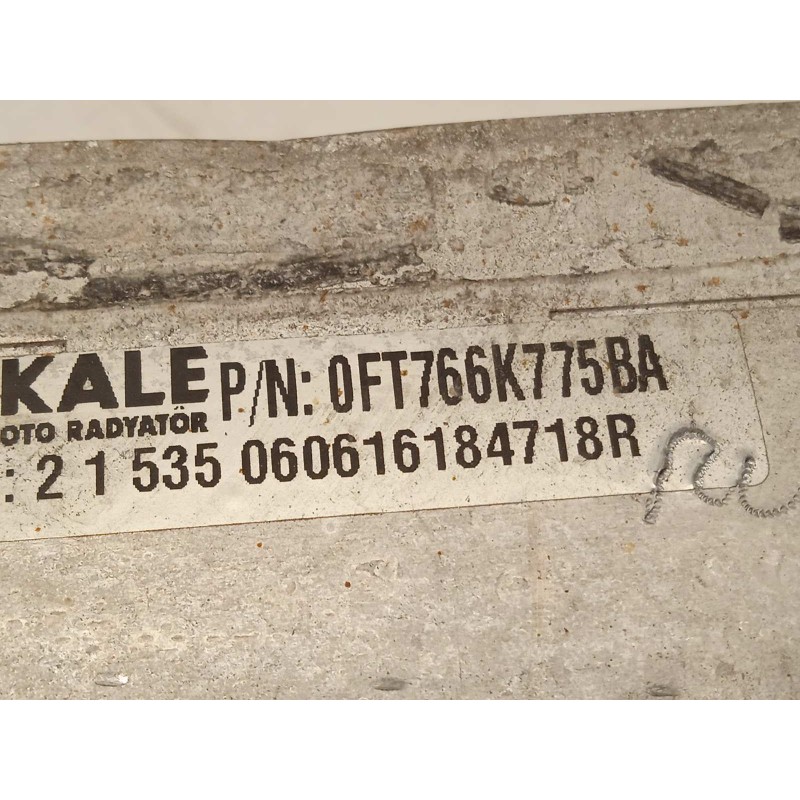 KALE P/N: 0FT766K775BA
OTO RADYATÖR
: 2 1 535 060616184718R